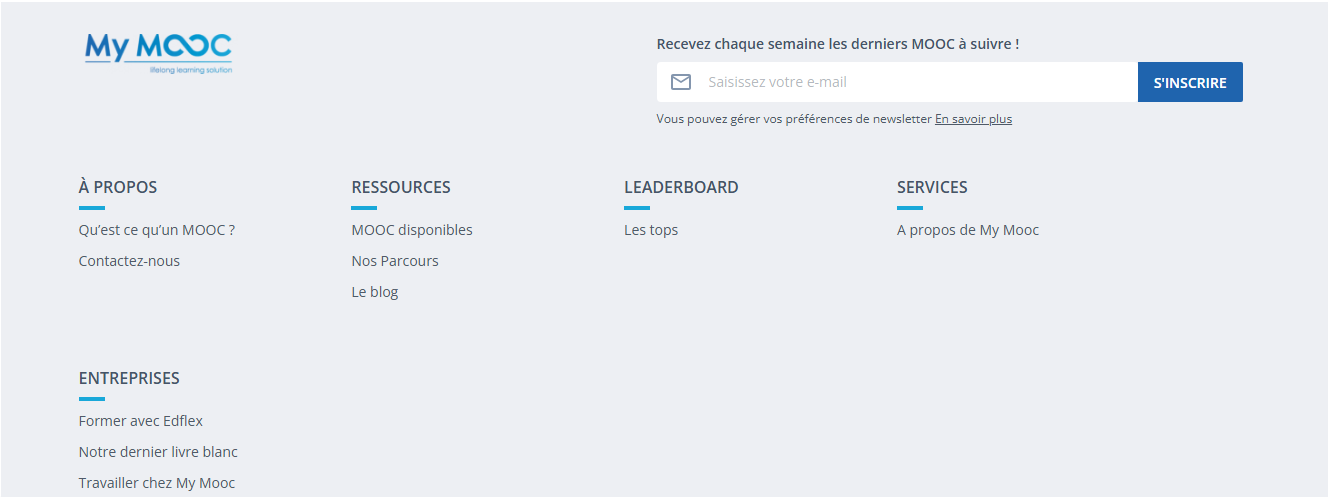 My MOOC
lifelong learning solution
Recevez chaque semaine les derniers MOOC à suivre !
Saisissez votre e-mail
S'INSCRIRE
Vous pouvez gérer vos préférences de newsletter En savoir plus
À PROPOS
Qu’est ce qu’un MOOC ?
Contactez-nous
RESSOURCES
MOOC disponibles
Nos Parcours
Le blog
LEADERBOARD
Les tops
SERVICES
A propos de My Mooc
ENTREPRISES
Former avec Edflex
Notre dernier livre blanc
Travailler chez My Mooc